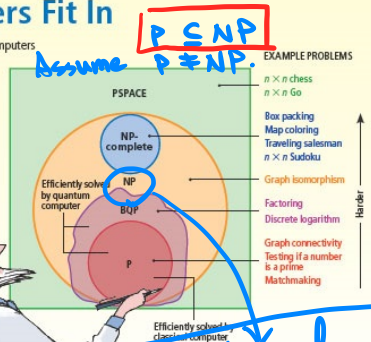 ers Fit In
P ⊆ NP
mputers
Assume P ≠ NP.
EXAMPLE PROBLEMS
n × n chess
n × n Go
PSPACE
Box packing
Map coloring
Traveling salesman
n × n Sudoku
NP-
complete
Graph isomorphism
Efficiently solved
by quantum
computer
NP
BQP
Factoring
Discrete logarithm
Harder
P
Graph connectivity
Testing if a number
is a prime
Matchmaking
Efficiently solved by
classical computer